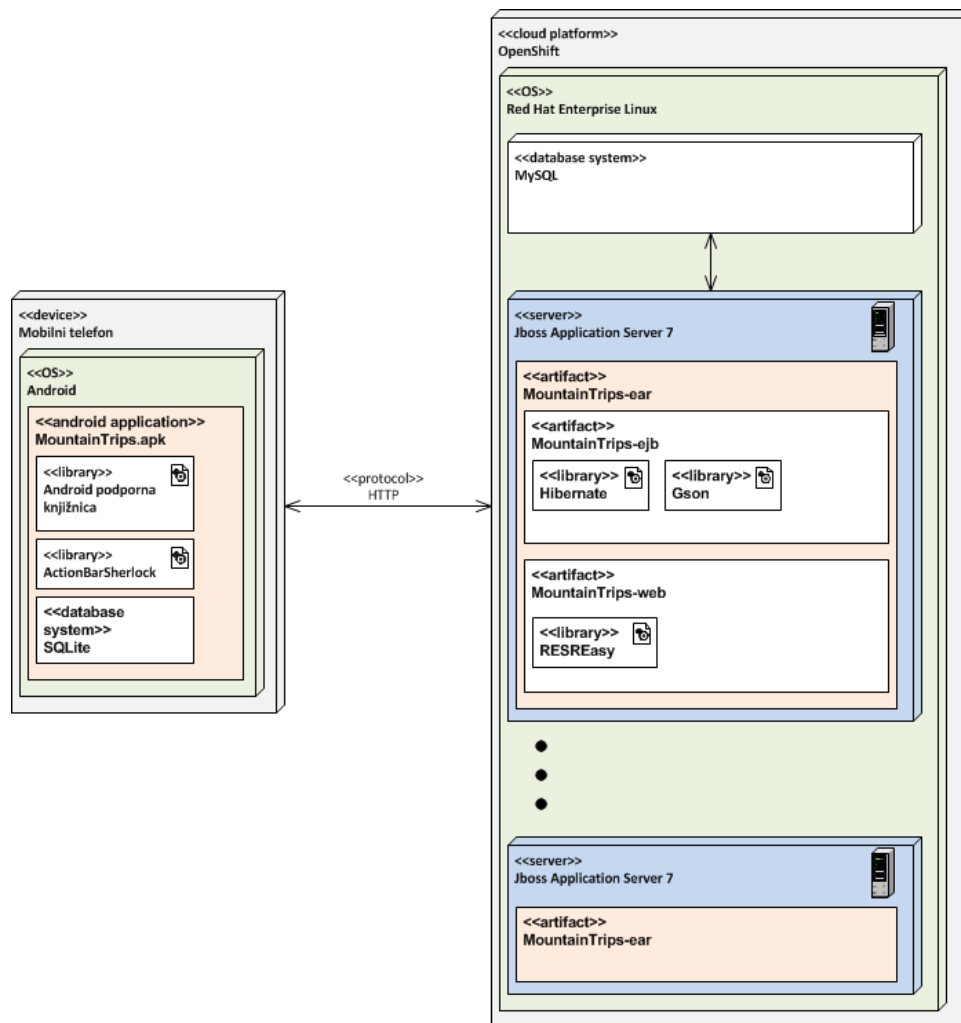 <<cloud platform>>
OpenShift
<<OS>>
Red Hat Enterprise Linux
<<database system>>
MySQL
<<device>>
Mobilni telefon
<<OS>>
Android
<<android application>>
MountainTrips.apk
<<library>>
Android podporna
knjižnica
<<library>>
ActionBarSherlock
<<database
system>>
SQLite
<<protocol>>
HTTP
<<server>>
Jboss Application Server 7
<<artifact>>
MountainTrips-ear
<<artifact>>
MountainTrips-ejb
<<library>>
Hibernate
<<library>>
Gson
<<artifact>>
MountainTrips-web
<<library>>
RESREasy
<<server>>
Jboss Application Server 7
<<artifact>>
MountainTrips-ear